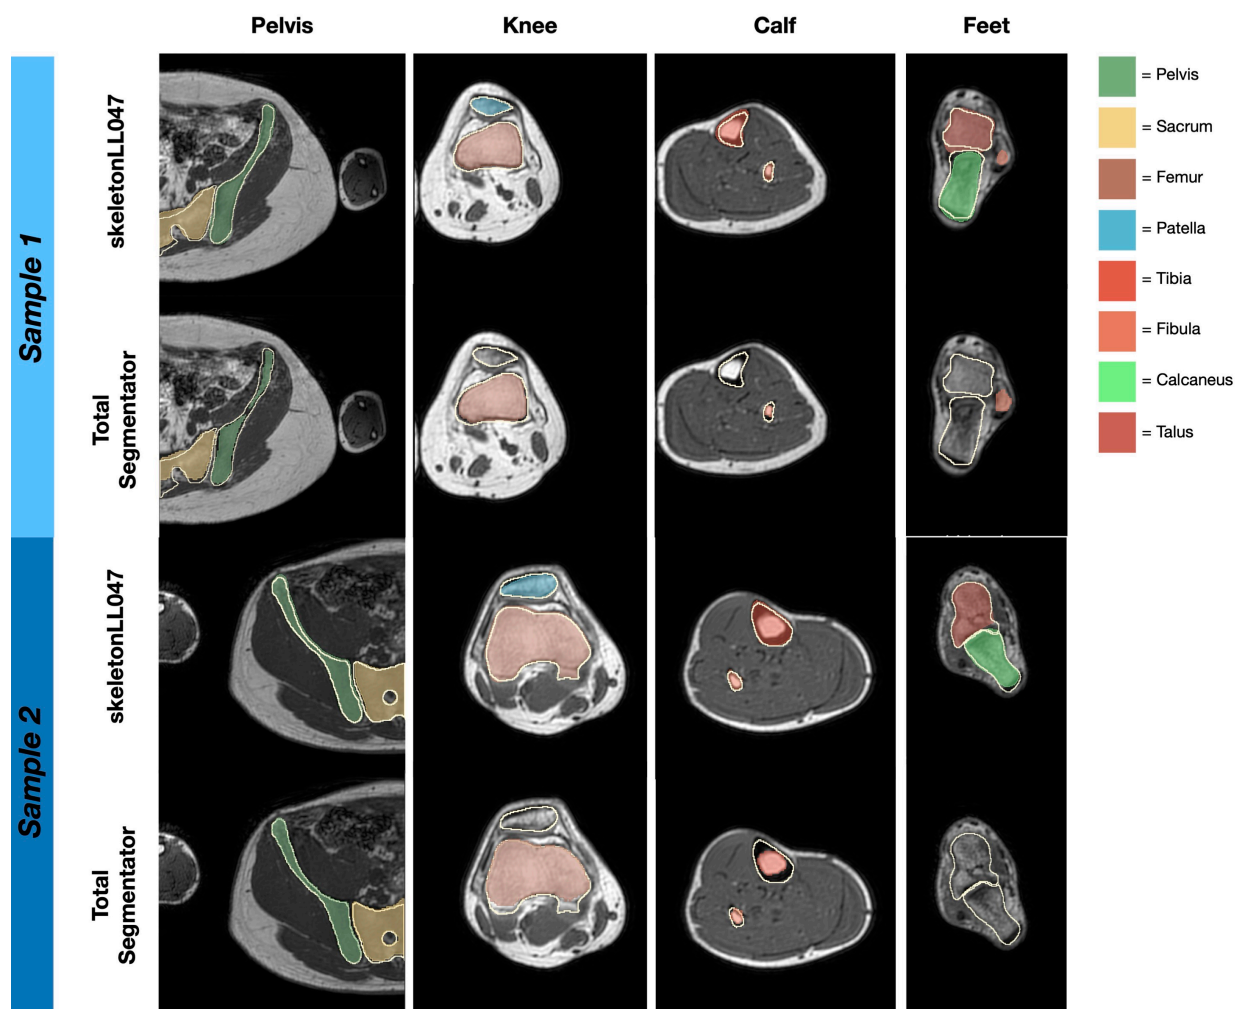 Pelvis Knee Calf Feet
Sample 1
skeletonLL047
Total
Segmentator
Sample 2
skeletonLL047
Total
Segmentator
= Pelvis
= Sacrum
= Femur
= Patella
= Tibia
= Fibula
= Calcaneus
= Talus